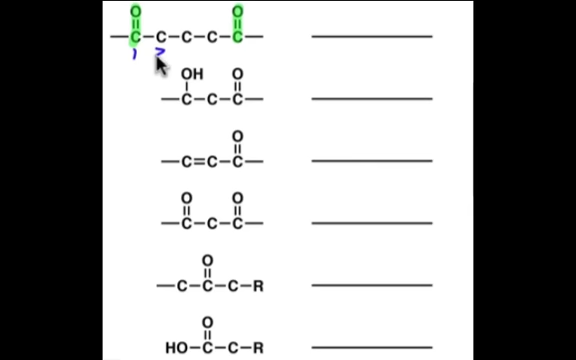 O O
—C—C—C—C—C—
1 2
OH O
—C—C—C—
O
—C=C—C—
O O
—C—C—C—
O
—C—C—C—R
O
HO—C—C—R